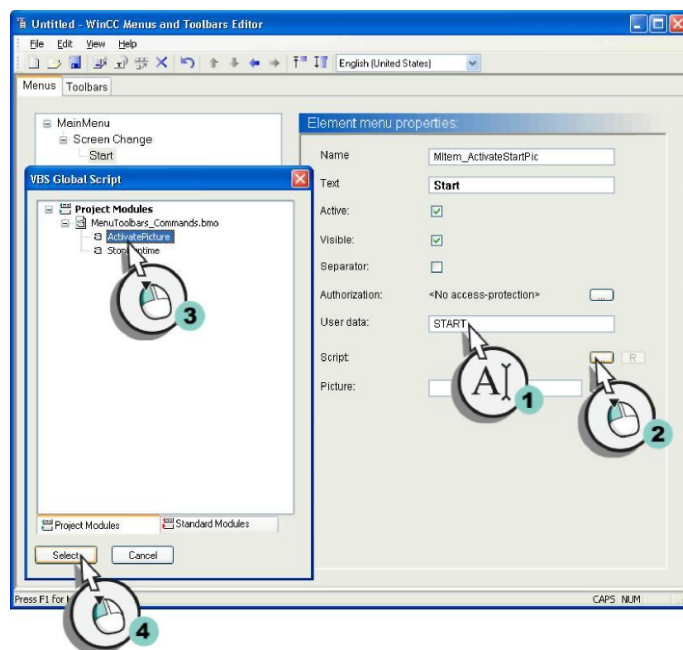 Untitled - WinCC Menus and Toolbars Editor
File Edit View Help
English (United States)
Menus Toolbars
MainMenu
Screen Change
Start
Element menu properties:
Name MItem_ActivateStartPic
Text Start
Active:
Visible:
Separator:
Authorization: <No access-protection> ...
User data: START
Script: ... R
Picture:
VBS Global Script
Project Modules
MenuToolbars_Commands.bmo
ActivatePicture
3
A
1
2
Project Modules Standard Modules
Select Cancel
Press F1 for
CAPS NUM
4